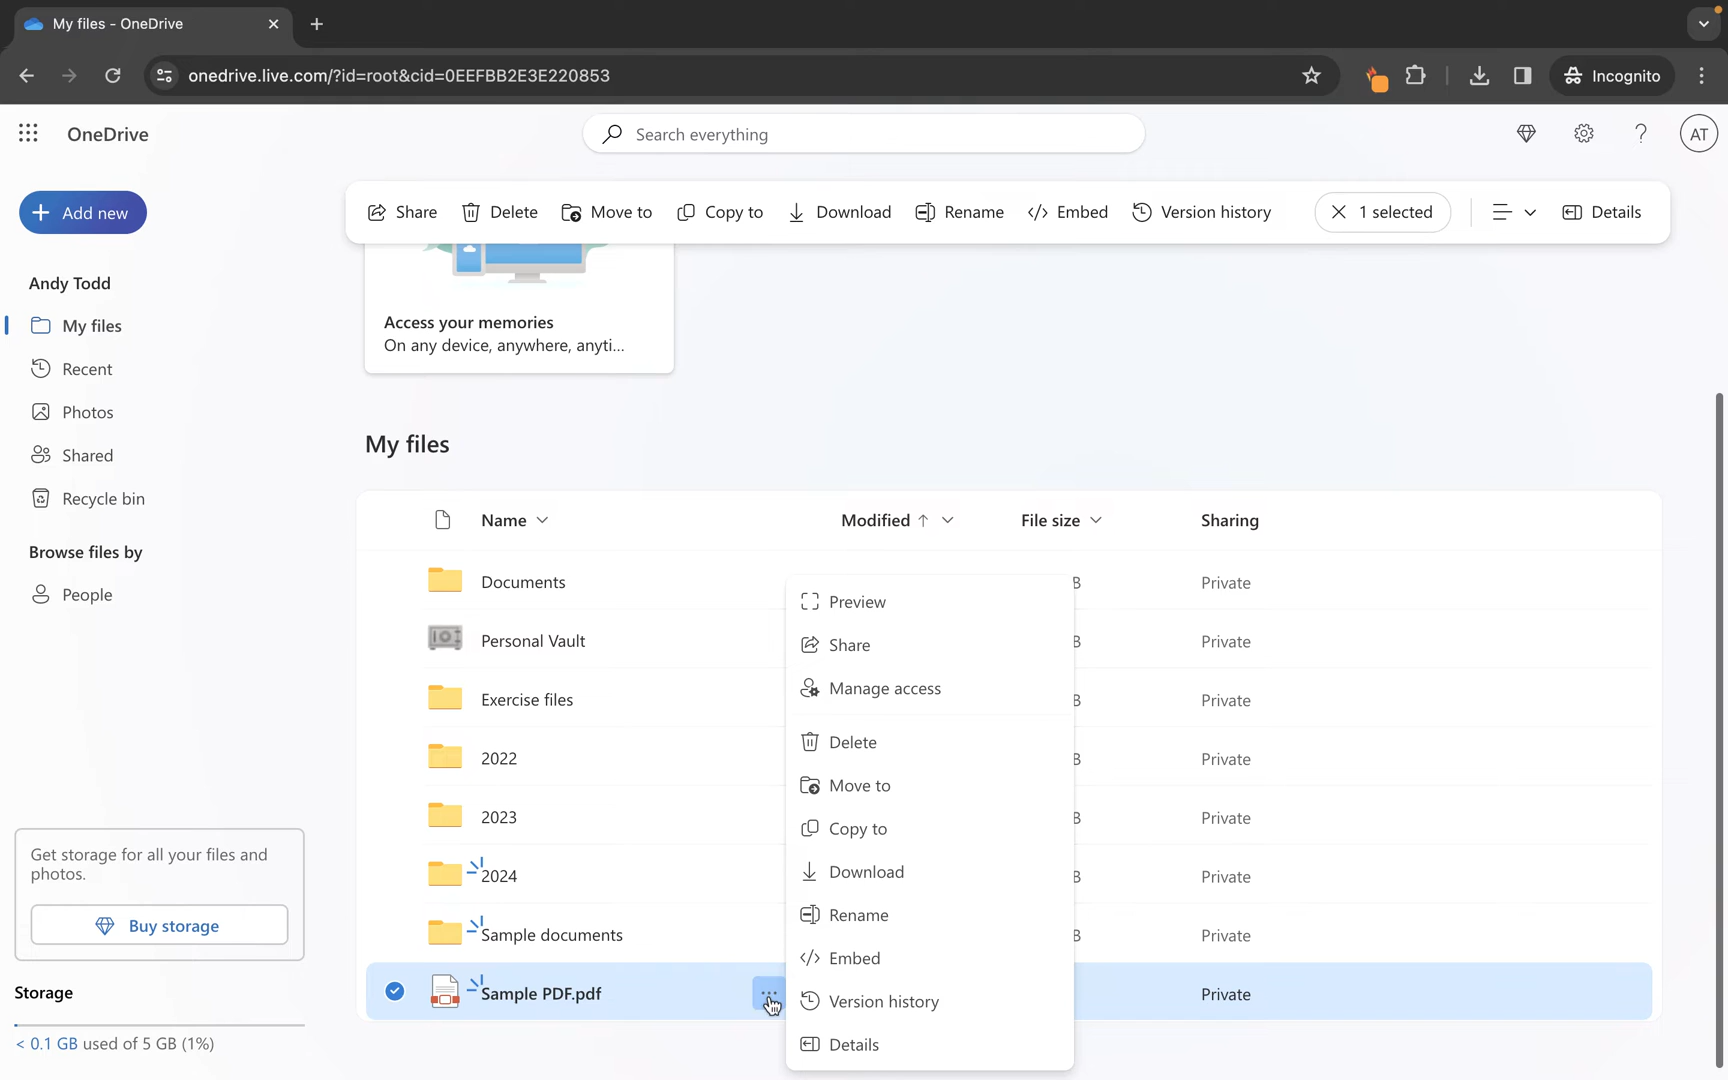 My files - OneDrive
onedrive.live.com/?id=root&cid=0EEFBB2E3E220853
Incognito
OneDrive
Search everything
AT
Add new
Share
Delete
Move to
Copy to
Download
Rename
Embed
Version history
1 selected
Details
Andy Todd
My files
Recent
Photos
Shared
Recycle bin
Browse files by
People
Get storage for all your files and
photos.
Buy storage
Storage
< 0.1 GB used of 5 GB (1%)
Access your memories
On any device, anywhere, anyti...
My files
Name
Modified
File size
Sharing
Documents
B
Private
Personal Vault
B
Private
Exercise files
B
Private
2022
B
Private
2023
B
Private
2024
B
Private
Sample documents
B
Private
Sample PDF.pdf
Private
Preview
Share
Manage access
Delete
Move to
Copy to
Download
Rename
Embed
Version history
Details